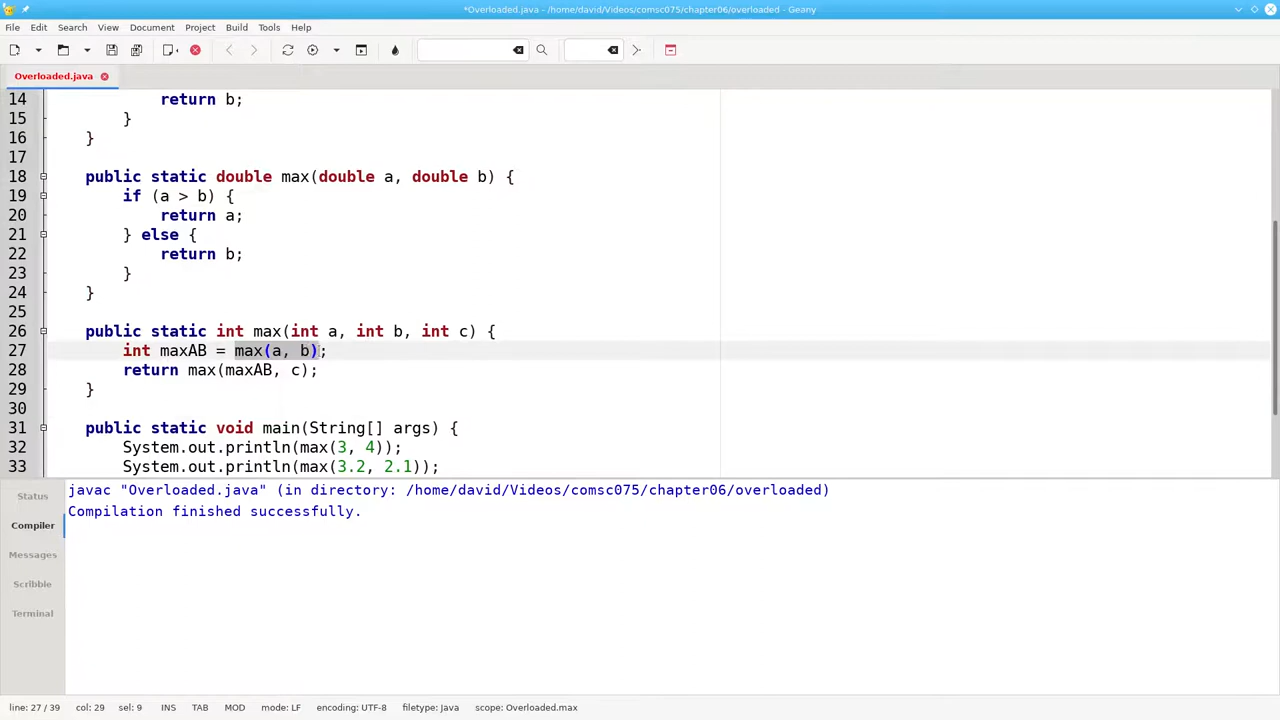 *Overloaded.java - /home/david/Videos/comsc075/chapter06/overloaded - Geany
File Edit Search View Document Project Build Tools Help
Overloaded.java
14 return b;
15 }
16 }
17
18 public static double max(double a, double b) {
19 if (a > b) {
20 return a;
21 } else {
22 return b;
23 }
24 }
25
26 public static int max(int a, int b, int c) {
27 int maxAB = max(a, b);
28 return max(maxAB, c);
29 }
30
31 public static void main(String[] args) {
32 System.out.println(max(3, 4));
33 System.out.println(max(3.2, 2.1));
Status
Compiler
Messages
Scribble
Terminal
javac "Overloaded.java" (in directory: /home/david/Videos/comsc075/chapter06/overloaded)
Compilation finished successfully.
line: 27 / 39 col: 29 sel: 9 INS TAB MOD mode: LF encoding: UTF-8 filetype: Java scope: Overloaded.max